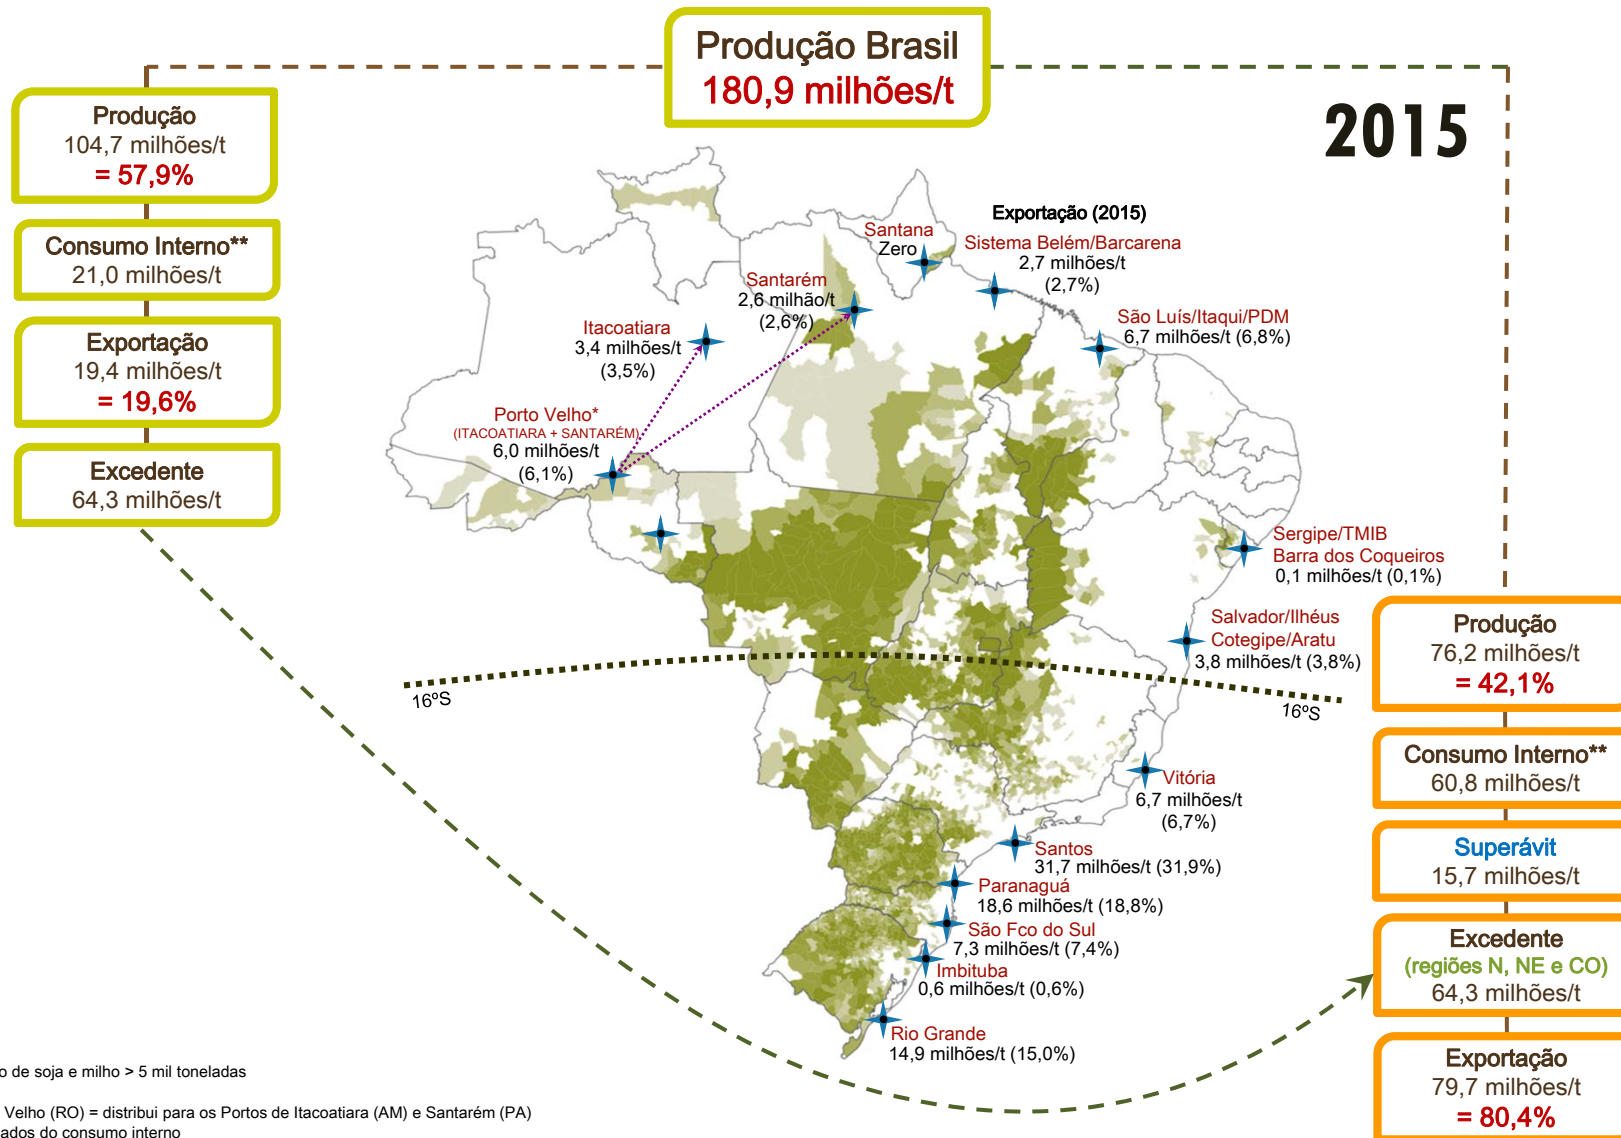 Produção Brasil
180,9 milhões/t
2015
Produção
104,7 milhões/t
= 57,9%
Consumo Interno**
21,0 milhões/t
Exportação
19,4 milhões/t
= 19,6%
Excedente
64,3 milhões/t
Exportação (2015)
Santana
Zero
Sistema Belém/Barcarena
2,7 milhões/t
(2,7%)
Santarém
2,6 milhão/t
(2,6%)
São Luís/Itaqui/PDM
6,7 milhões/t (6,8%)
Itacoatiara
3,4 milhões/t
(3,5%)
Porto Velho*
(ITACOATIARA + SANTARÉM)
6,0 milhões/t
(6,1%)
Sergipe/TMIB
Barra dos Coqueiros
0,1 milhões/t (0,1%)
Salvador/Ilhéus
Cotegipe/Aratu
3,8 milhões/t (3,8%)
16ºS
16ºS
Vitória
6,7 milhões/t
(6,7%)
Santos
31,7 milhões/t (31,9%)
Paranaguá
18,6 milhões/t (18,8%)
São Fco do Sul
7,3 milhões/t (7,4%)
Imbituba
0,6 milhões/t (0,6%)
Rio Grande
14,9 milhões/t (15,0%)
Produção
76,2 milhões/t
= 42,1%
Consumo Interno**
60,8 milhões/t
Superávit
15,7 milhões/t
Excedente
(regiões N, NE e CO)
64,3 milhões/t
Exportação
79,7 milhões/t
= 80,4%
o de soja e milho > 5 mil toneladas
Velho (RO) = distribui para os Portos de Itacoatiara (AM) e Santarém (PA)
ados do consumo interno